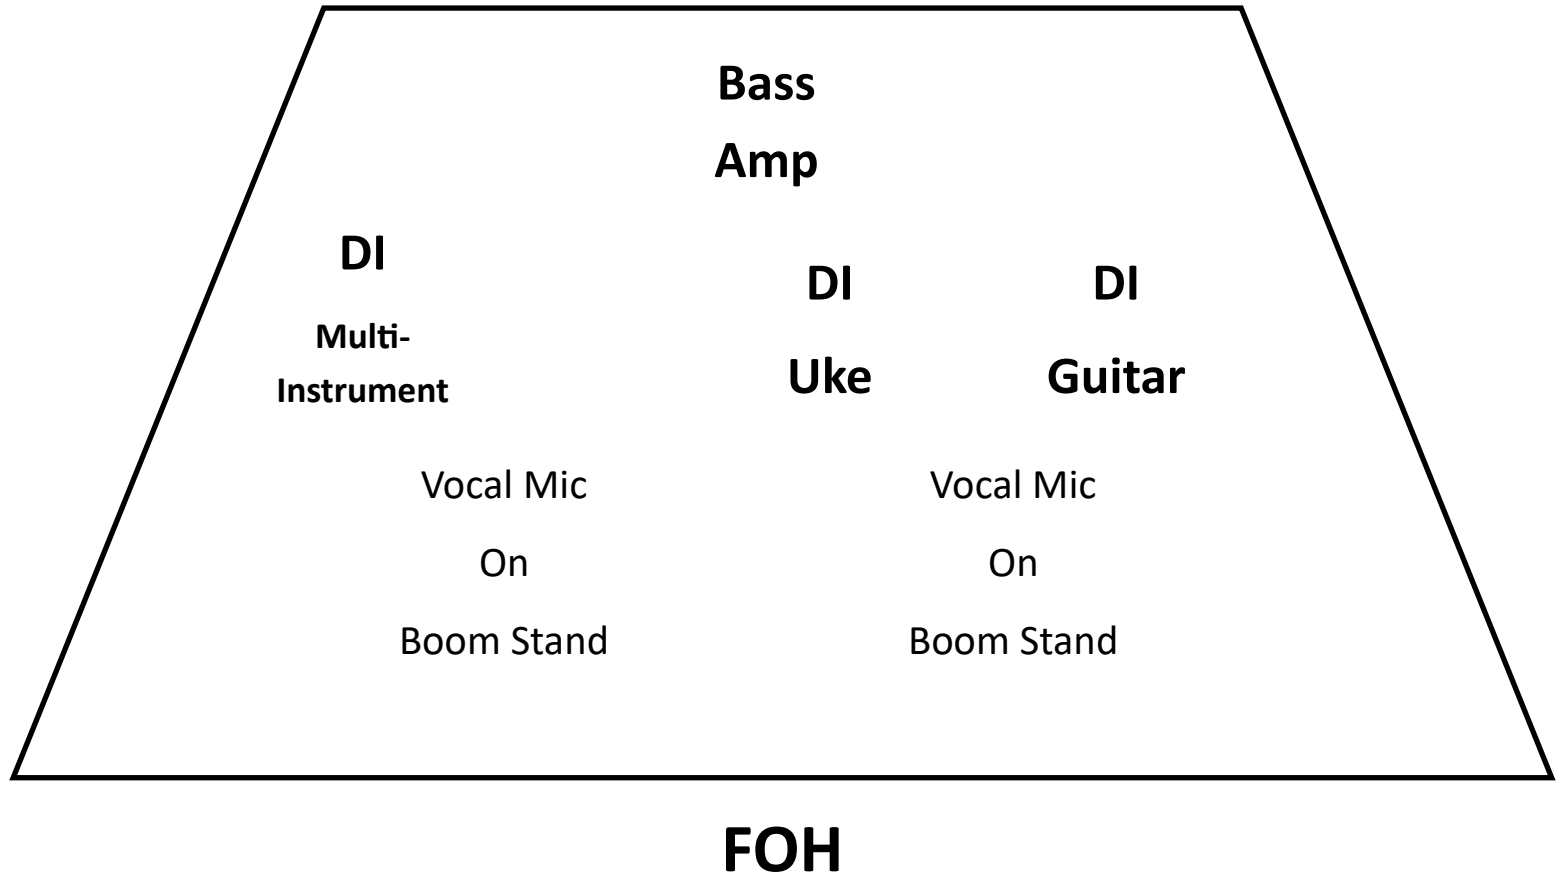 Bass
Amp
DI
Multi-
Instrument
DI
Uke
DI
Guitar
Vocal Mic
On
Boom Stand
Vocal Mic
On
Boom Stand
FOH